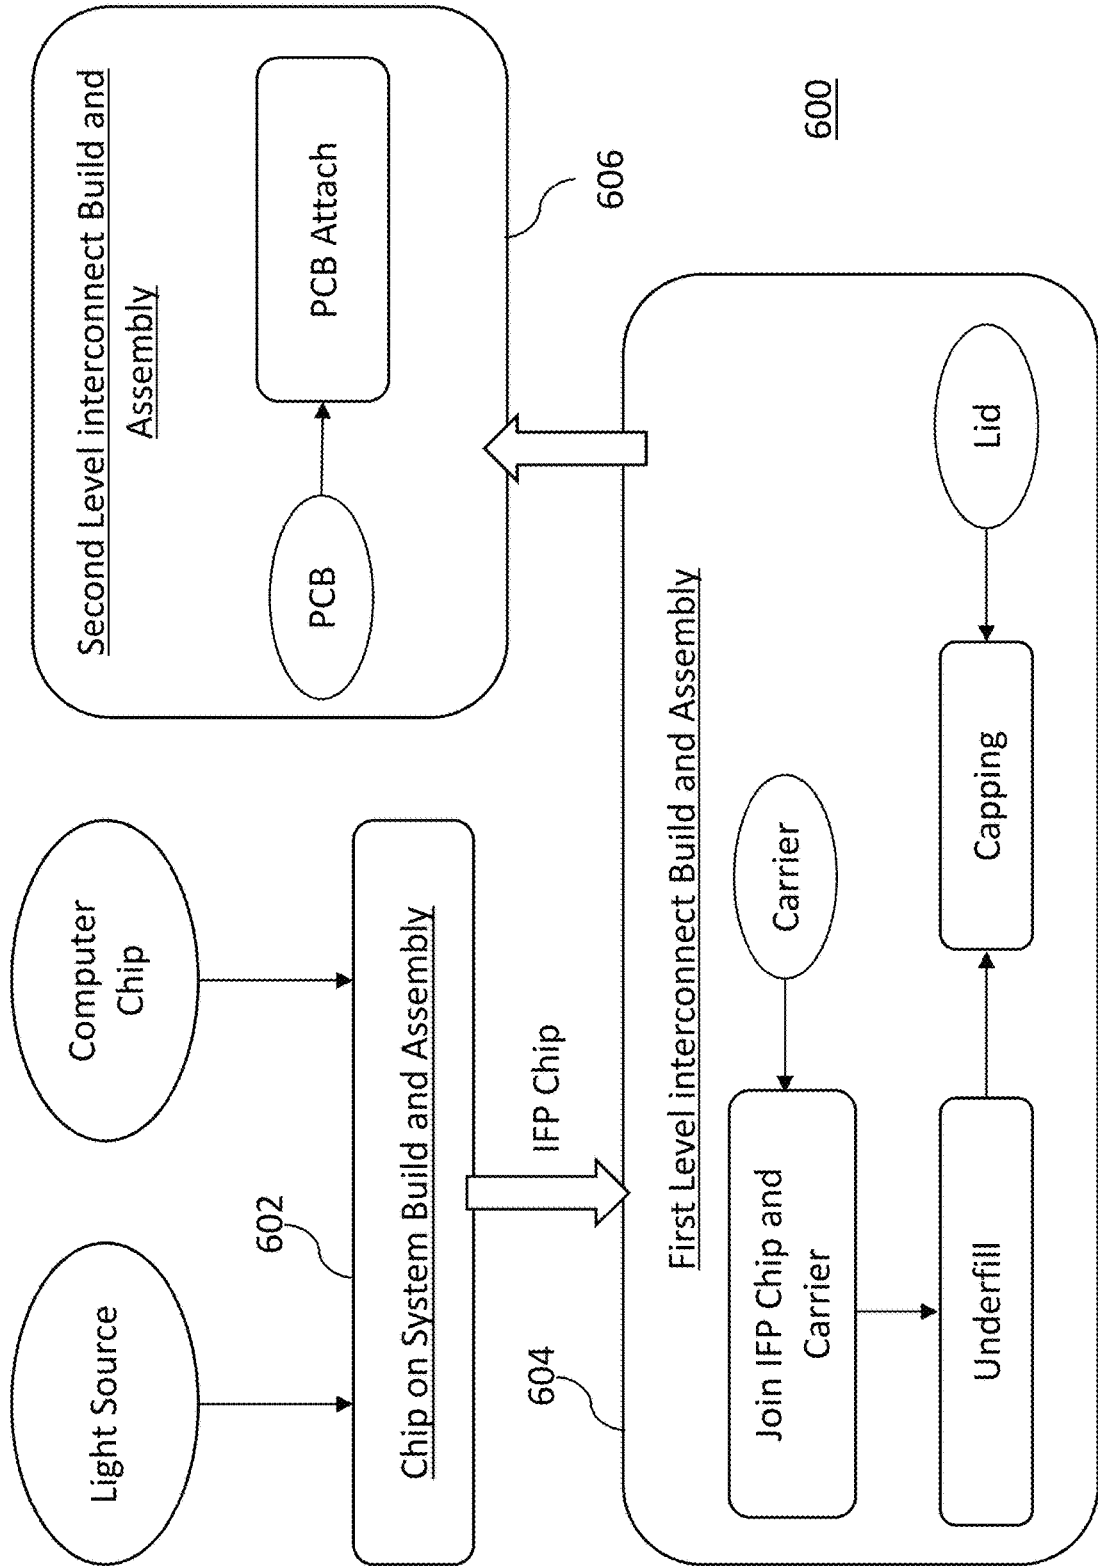 Light Source
Computer
Chip
602
Chip on System Build and Assembly
IFP Chip
604
First Level interconnect Build and Assembly
Join IFP Chip and
Carrier
Carrier
Underfill
Capping
Lid
Second Level interconnect Build and
Assembly
PCB
PCB Attach
606
600